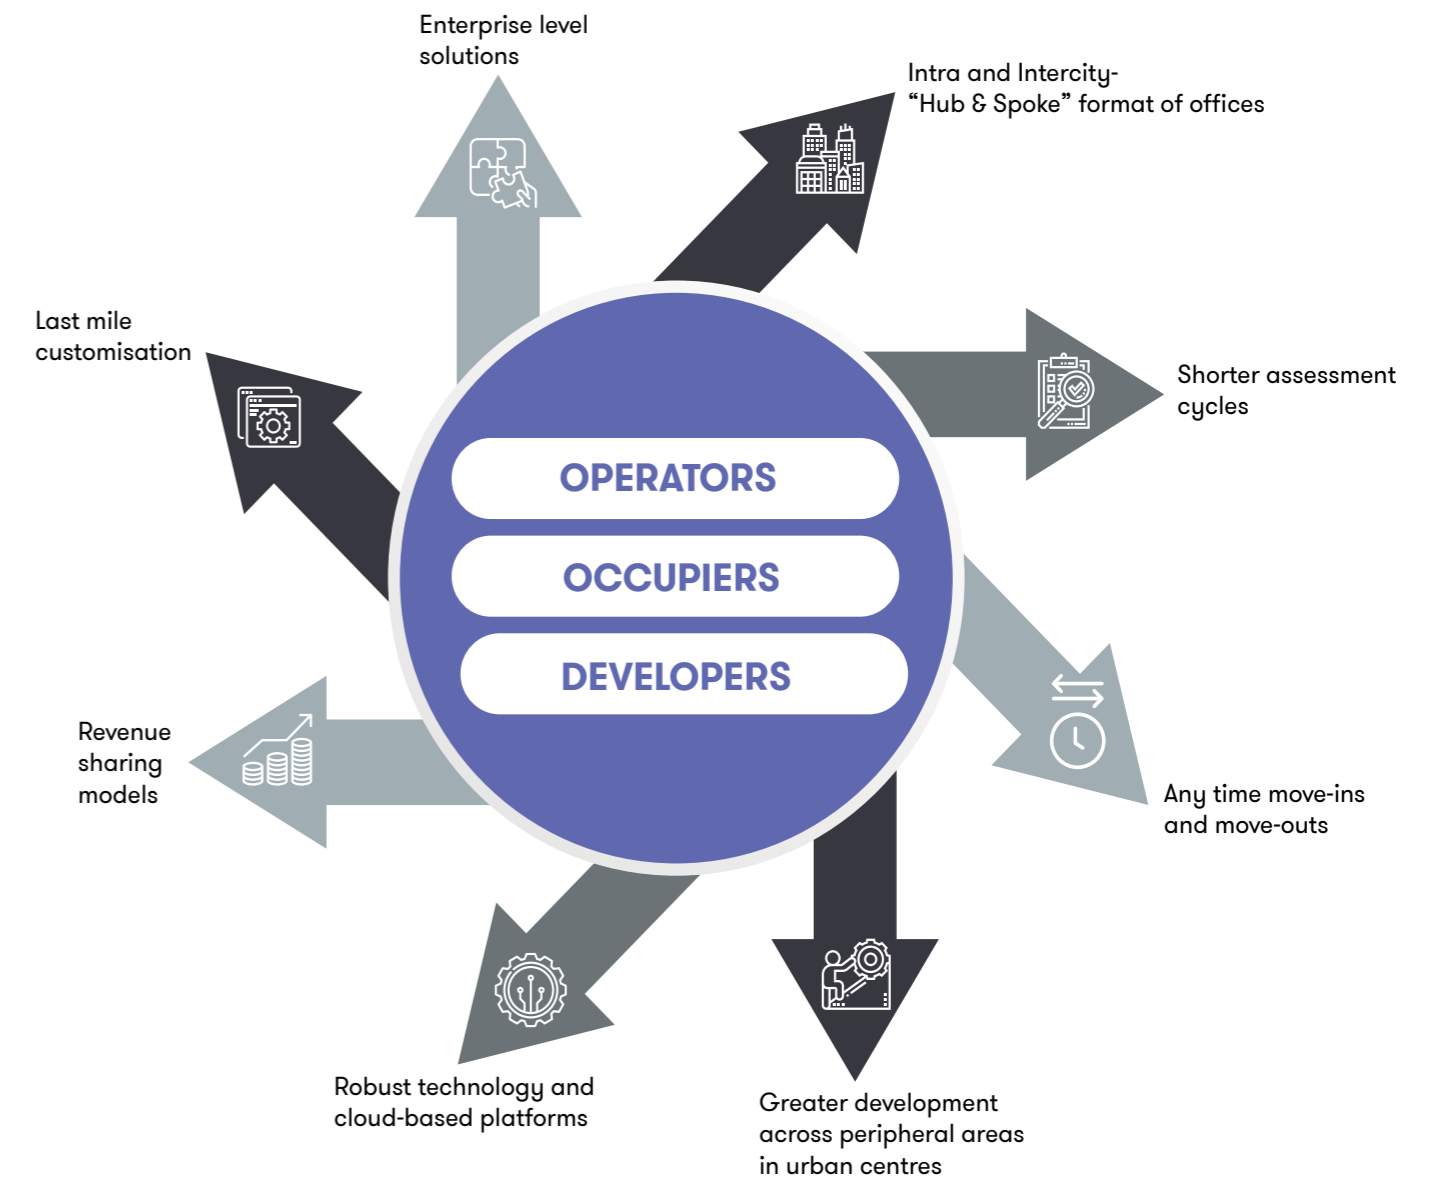 Enterprise level
solutions
Intra and Intercity-
“Hub & Spoke” format of offices
Last mile
customisation
Shorter assessment
cycles
OPERATORS
OCCUPIERS
DEVELOPERS
Revenue
sharing
models
Any time move-ins
and move-outs
Robust technology and
cloud-based platforms
Greater development
across peripheral areas
in urban centres